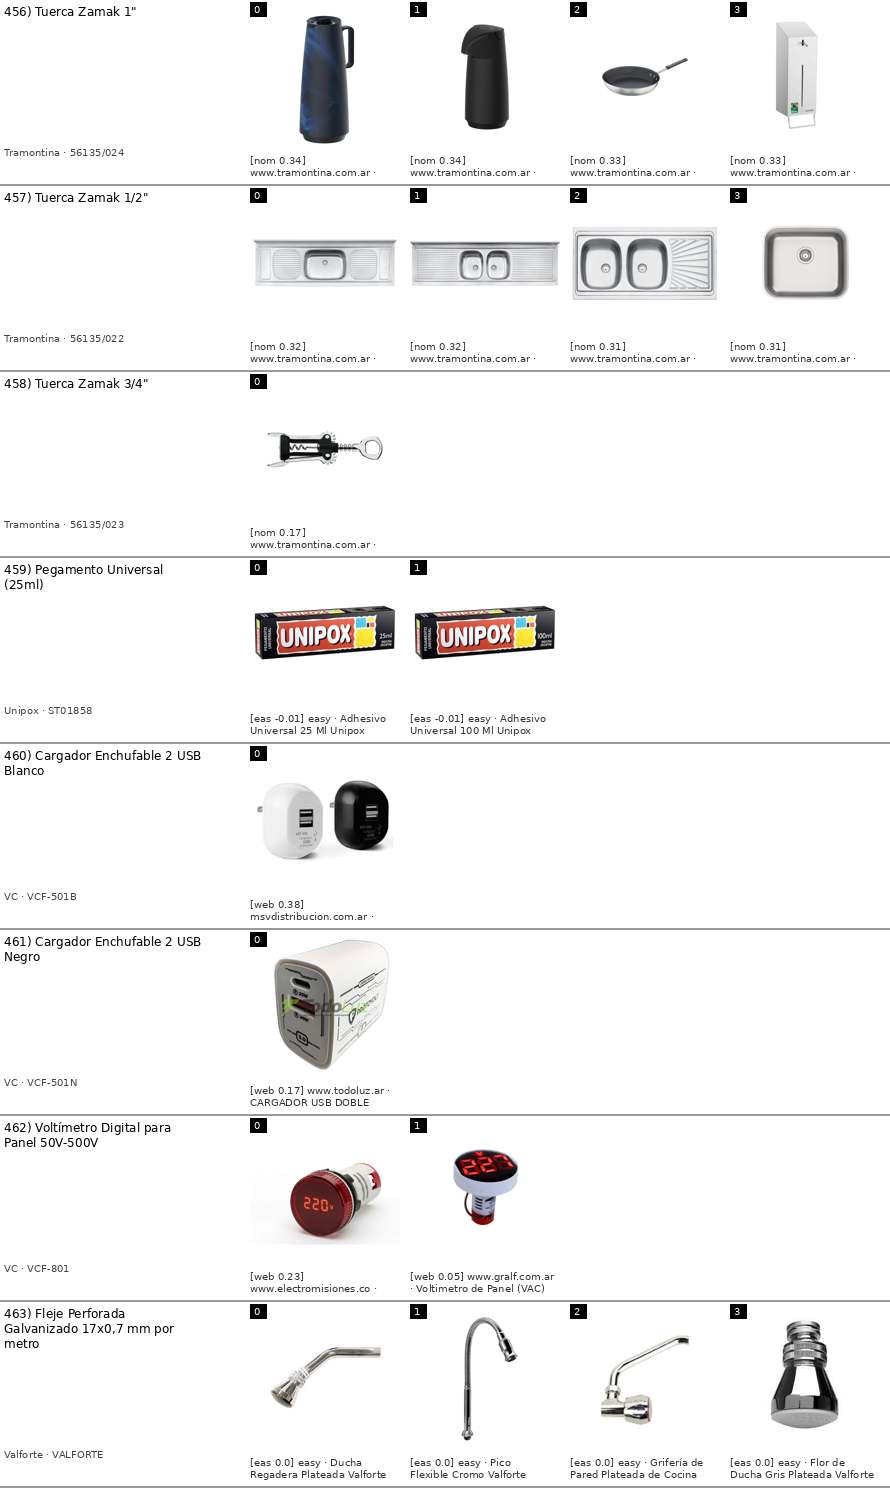 456) Tuerca Zamak 1"
0
1
2
3
Tramontina · 56135/024
[nom 0.34]
www.tramontina.com.ar ·
[nom 0.34]
www.tramontina.com.ar ·
[nom 0.33]
www.tramontina.com.ar ·
[nom 0.33]
www.tramontina.com.ar ·
457) Tuerca Zamak 1/2"
0
1
2
3
Tramontina · 56135/022
[nom 0.32]
www.tramontina.com.ar ·
[nom 0.32]
www.tramontina.com.ar ·
[nom 0.31]
www.tramontina.com.ar ·
[nom 0.31]
www.tramontina.com.ar ·
458) Tuerca Zamak 3/4"
0
Tramontina · 56135/023
[nom 0.17]
www.tramontina.com.ar ·
459) Pegamento Universal
(25ml)
0
1
UNIPOX
25ml
UNIPOX
100ml
Unipox · ST01858
[eas -0.01] easy · Adhesivo
Universal 25 Ml Unipox
[eas -0.01] easy · Adhesivo
Universal 100 Ml Unipox
460) Cargador Enchufable 2 USB
Blanco
0
VC · VCF-501B
[web 0.38]
msvdistribucion.com.ar ·
461) Cargador Enchufable 2 USB
Negro
0
VC · VCF-501N
[web 0.17] www.todoluz.ar ·
CARGADOR USB DOBLE
462) Voltímetro Digital para
Panel 50V-500V
0
1
220V
227
VC · VCF-801
[web 0.23]
www.electromisiones.co ·
[web 0.05] www.gralf.com.ar
· Voltimetro de Panel (VAC)
463) Fleje Perforada
Galvanizado 17x0,7 mm por
metro
0
1
2
3
Valforte · VALFORTE
[eas 0.0] easy · Ducha
Regadera Plateada Valforte
[eas 0.0] easy · Pico
Flexible Cromo Valforte
[eas 0.0] easy · Grifería de
Pared Plateada de Cocina
[eas 0.0] easy · Flor de
Ducha Gris Plateada Valforte